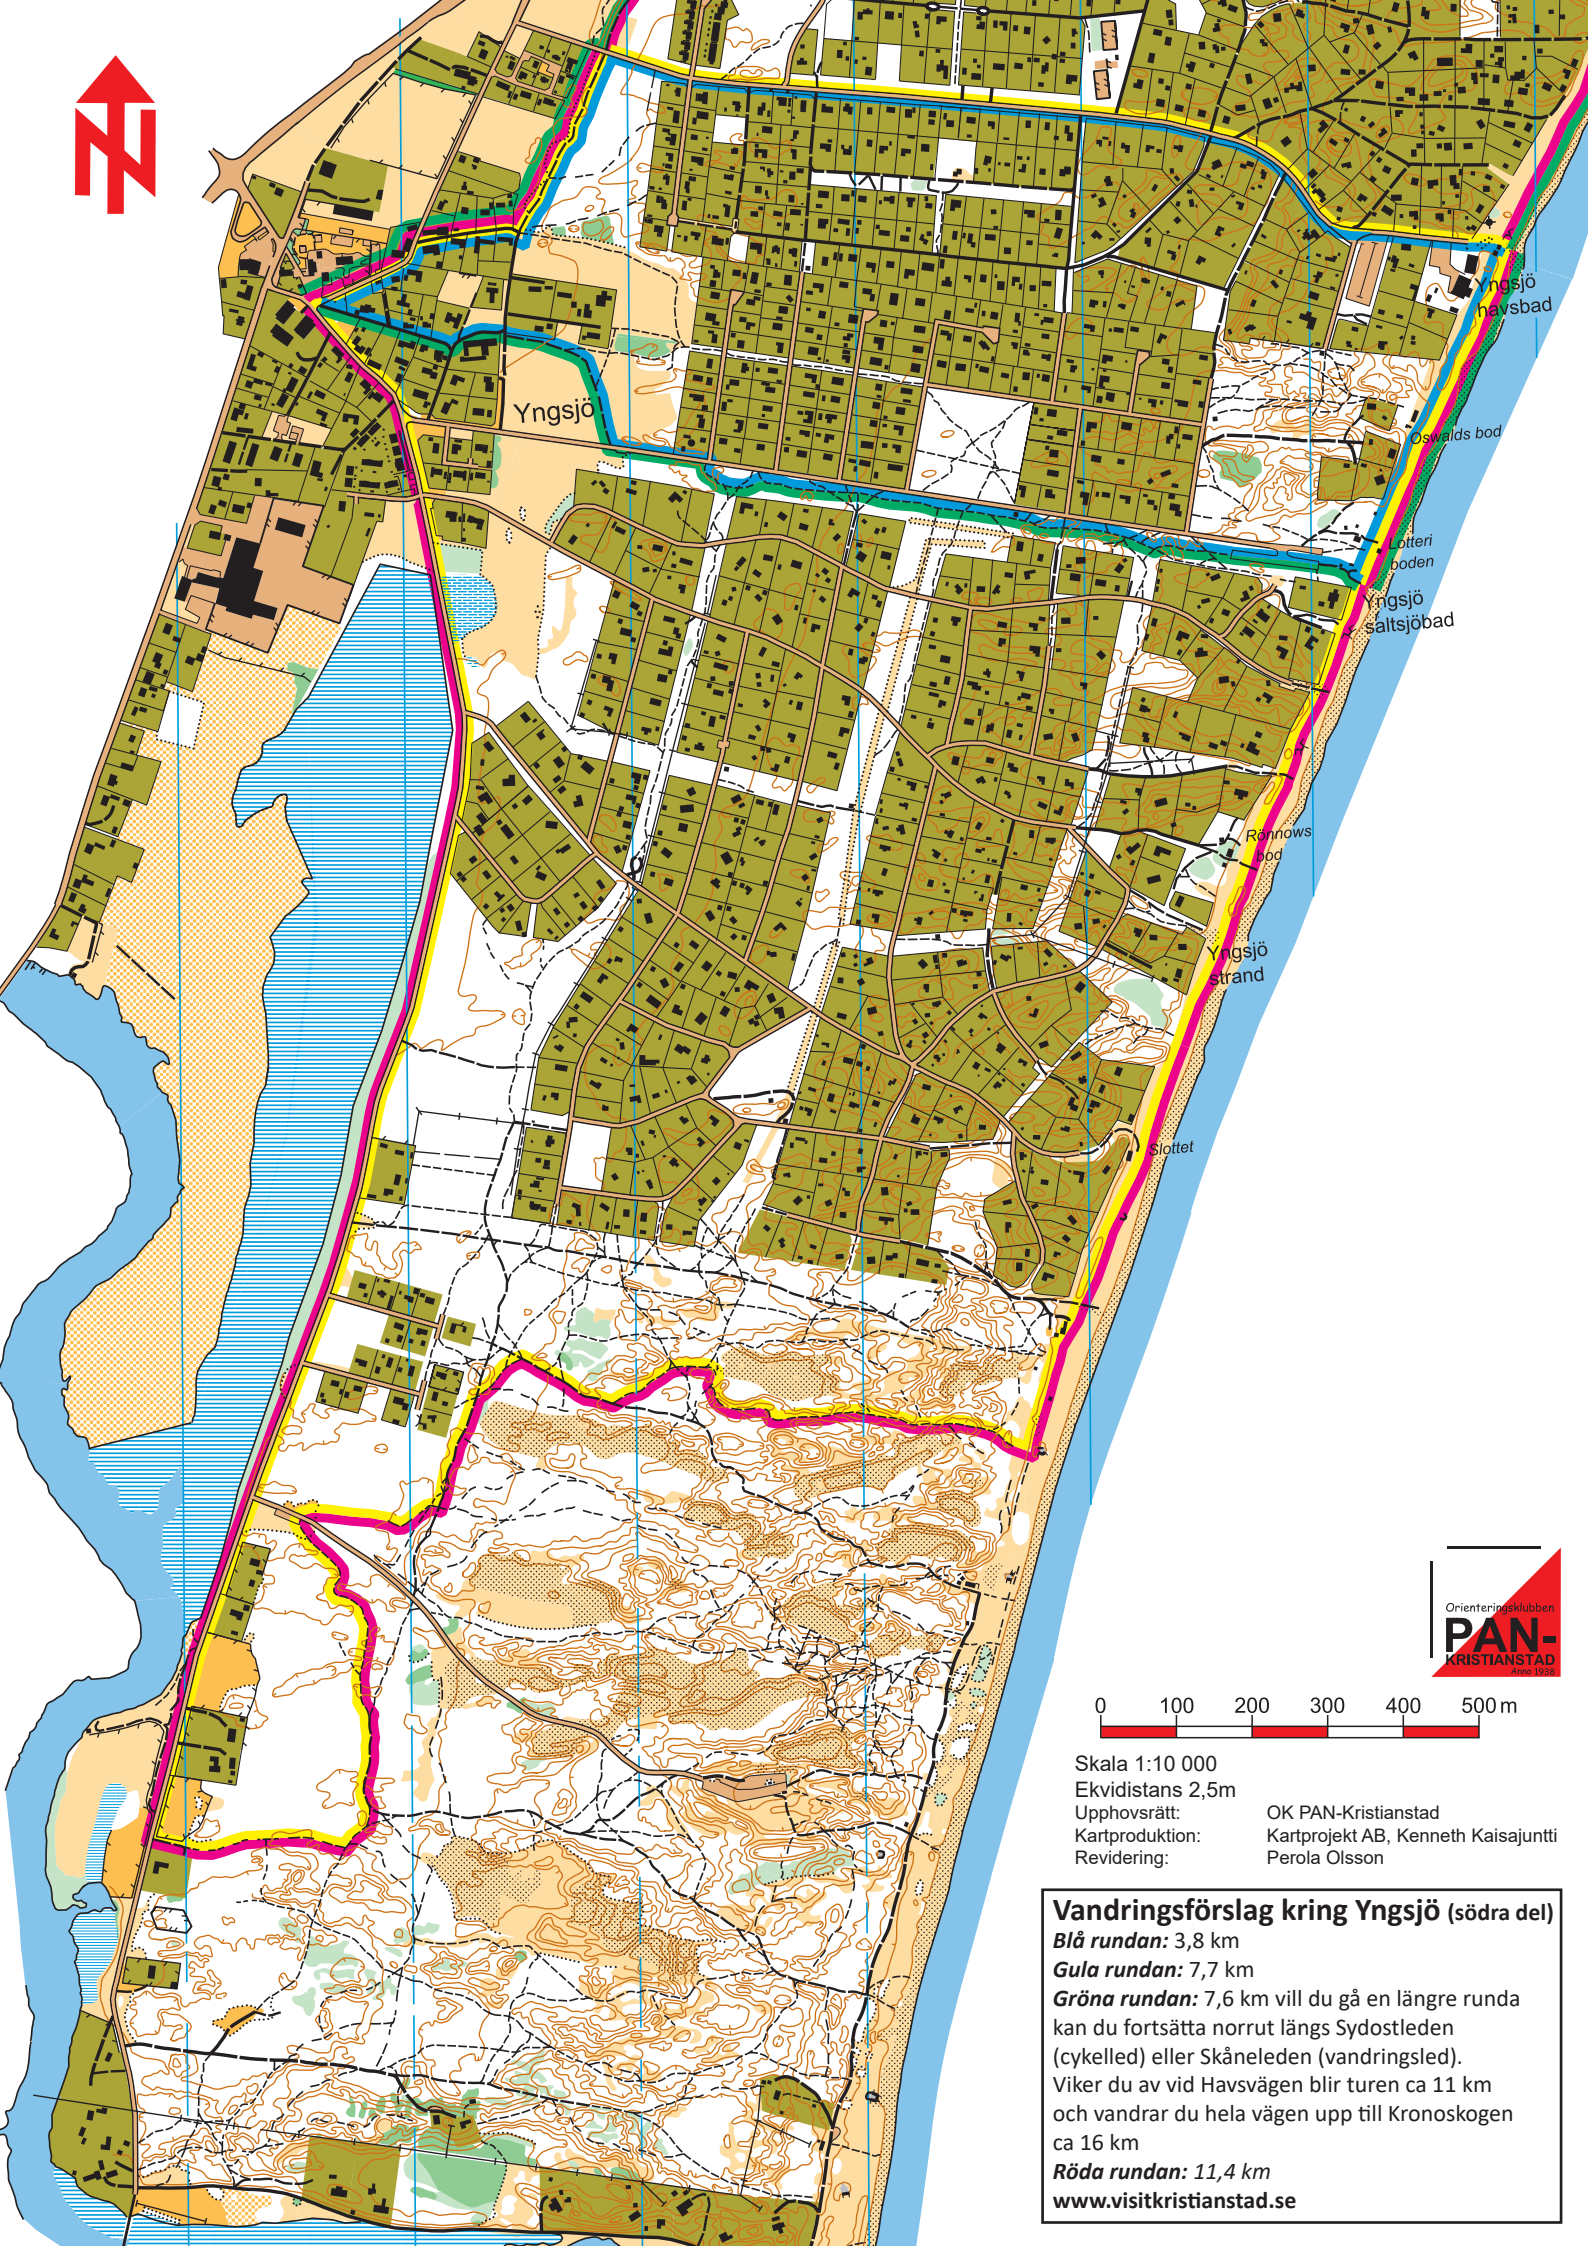 N
Yngsjö
havsbad
Yngsjö
Oswalds bod
Lotteri
boden
Yngsjö
saltsjöbad
Rönnows
bod
Yngsjö
strand
Slottet
Orienteringsklubben
PAN-
KRISTIANSTAD
Anno 1938
0 100 200 300 400 500 m
Skala 1:10 000
Ekvidistans 2,5m
Upphovsrätt: OK PAN-Kristianstad
Kartproduktion: Kartprojekt AB, Kenneth Kaisajuntti
Revidering: Perola Olsson
Vandringsförslag kring Yngsjö (södra del)
Blå rundan: 3,8 km
Gula rundan: 7,7 km
Gröna rundan: 7,6 km vill du gå en längre runda
kan du fortsätta norrut längs Sydostleden
(cykelled) eller Skåneleden (vandringsled).
Viker du av vid Havsvägen blir turen ca 11 km
och vandrar du hela vägen upp till Kronoskogen
ca 16 km
Röda rundan: 11,4 km
www.visitkristianstad.se